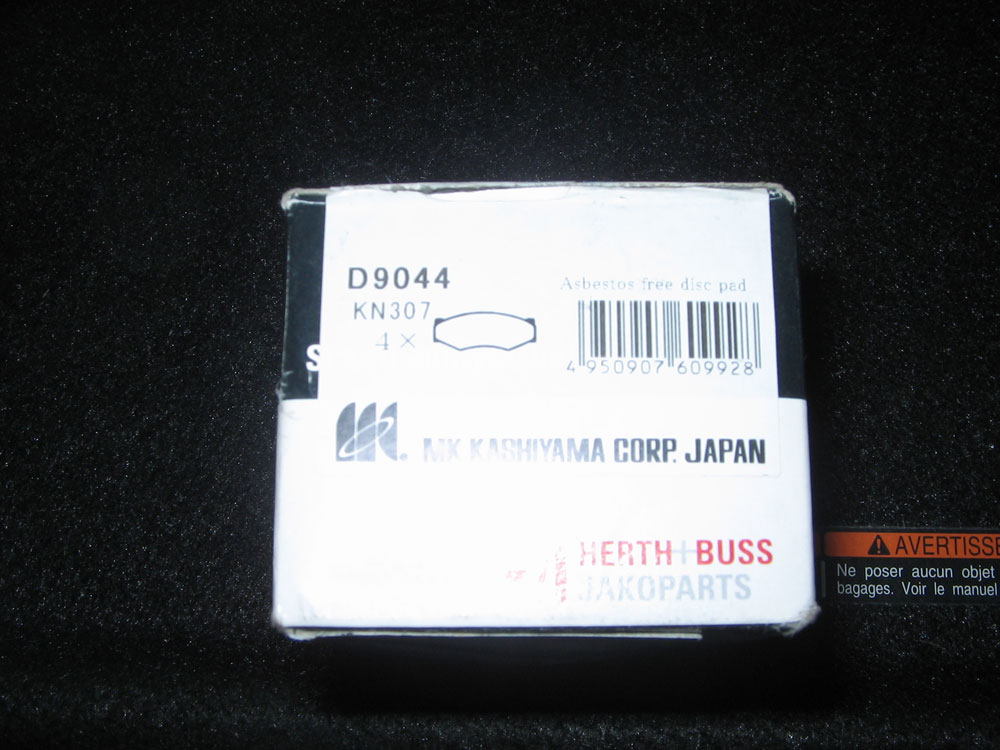 D9044
Asbestos free disc pad
KN307
4×
4 950907 609928
S
MK KASHIYAMA CORP. JAPAN
HERTH+BUSS
JAKOPARTS
AVERTISSE
Ne poser aucun objet
bagages. Voir le manuel